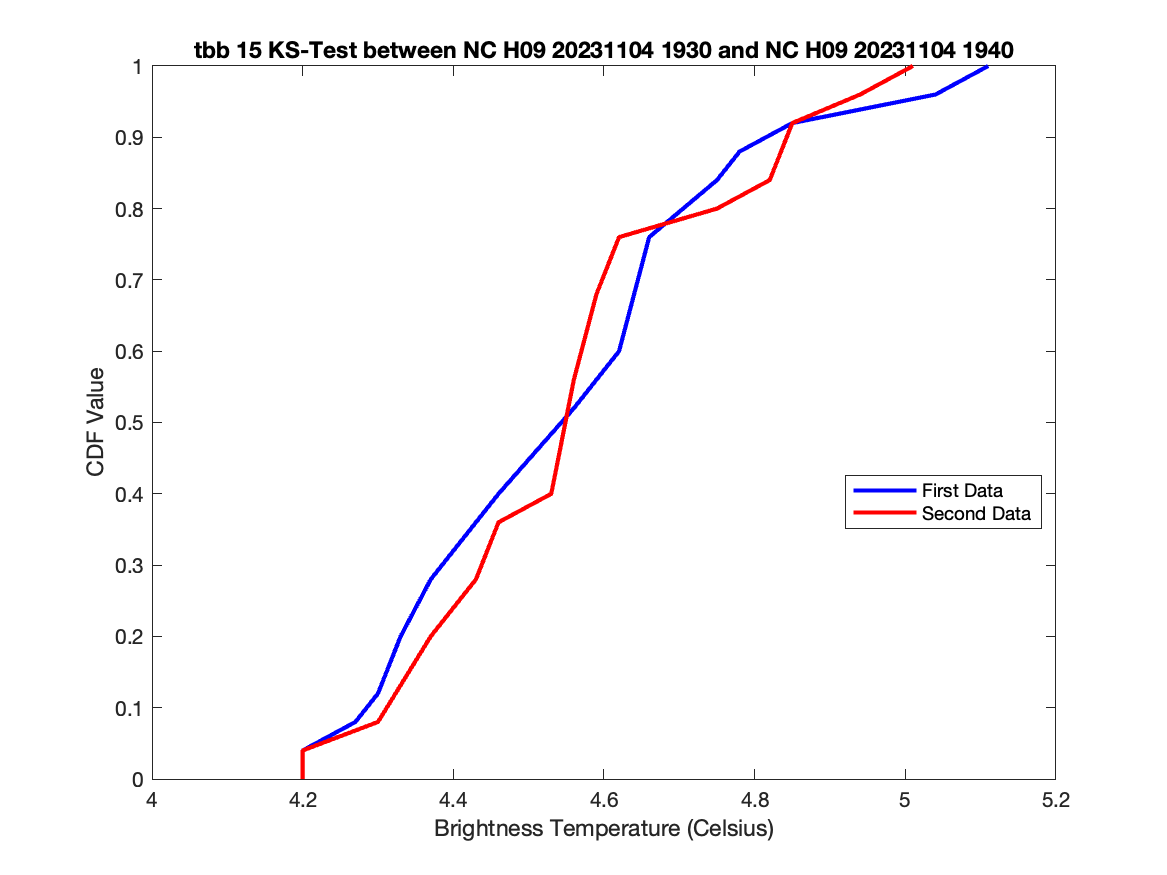 tbb 15 KS-Test between NC H09 20231104 1930 and NC H09 20231104 1940
1
0.9
0.8
0.7
0.6
0.5
0.4
0.3
0.2
0.1
0
CDF Value
First Data
Second Data
4 4.2 4.4 4.6 4.8 5 5.2
Brightness Temperature (Celsius)